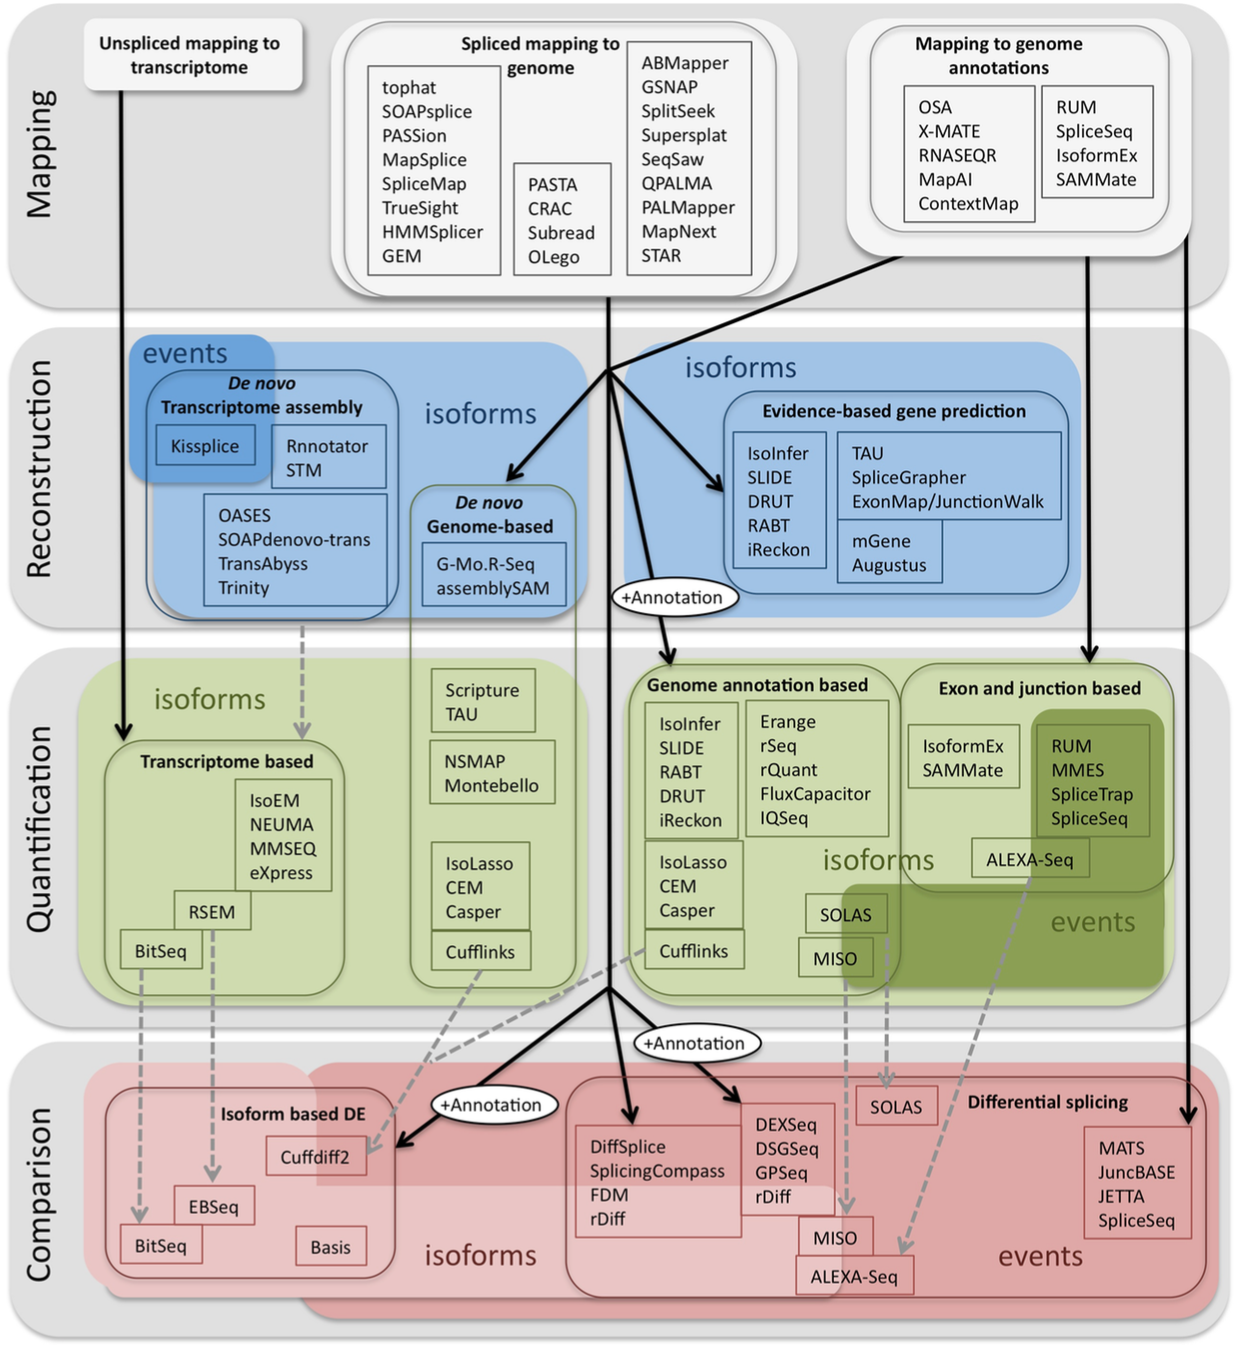 Mapping
Unspliced mapping to
transcriptome
Spliced mapping to
genome
tophat
SOAPsplice
PASSion
MapSplice
SpliceMap
TrueSight
HMMSplicer
GEM
PASTA
CRAC
Subread
OLego
ABMapper
GSNAP
SplitSeek
Supersplat
SeqSaw
QPALMA
PALMapper
MapNext
STAR
Mapping to genome
annotations
OSA
X-MATE
RNASEQR
MapAI
ContextMap
RUM
SpliceSeq
IsoformEx
SAMMate
Reconstruction
events
De novo
Transcriptome assembly
Kissplice
Rnnotator
STM
OASES
SOAPdenovo-trans
TransAbyss
Trinity
isoforms
De novo
Genome-based
G-Mo.R-Seq
assemblySAM
isoforms
Evidence-based gene prediction
IsoInfer
SLIDE
DRUT
RABT
iReckon
TAU
SpliceGrapher
ExonMap/JunctionWalk
mGene
Augustus
+Annotation
Quantification
isoforms
Transcriptome based
IsoEM
NEUMA
MMSEQ
eXpress
RSEM
BitSeq
Scripture
TAU
NSMAP
Montebello
IsoLasso
CEM
Casper
Cufflinks
Genome annotation based
IsoInfer
SLIDE
RABT
DRUT
iReckon
Erange
rSeq
rQuant
FluxCapacitor
IQSeq
IsoLasso
CEM
Casper
Cufflinks
isoforms
SOLAS
MISO
Exon and junction based
IsoformEx
SAMMate
RUM
MMES
SpliceTrap
SpliceSeq
ALEXA-Seq
events
Comparison
+Annotation
+Annotation
Isoform based DE
Cuffdiff2
EBSeq
BitSeq
Basis
isoforms
Differential splicing
DiffSplice
SplicingCompass
FDM
rDiff
DEXSeq
DSGSeq
GPSeq
rDiff
SOLAS
MISO
ALEXA-Seq
MATS
JuncBASE
JETTA
SpliceSeq
events